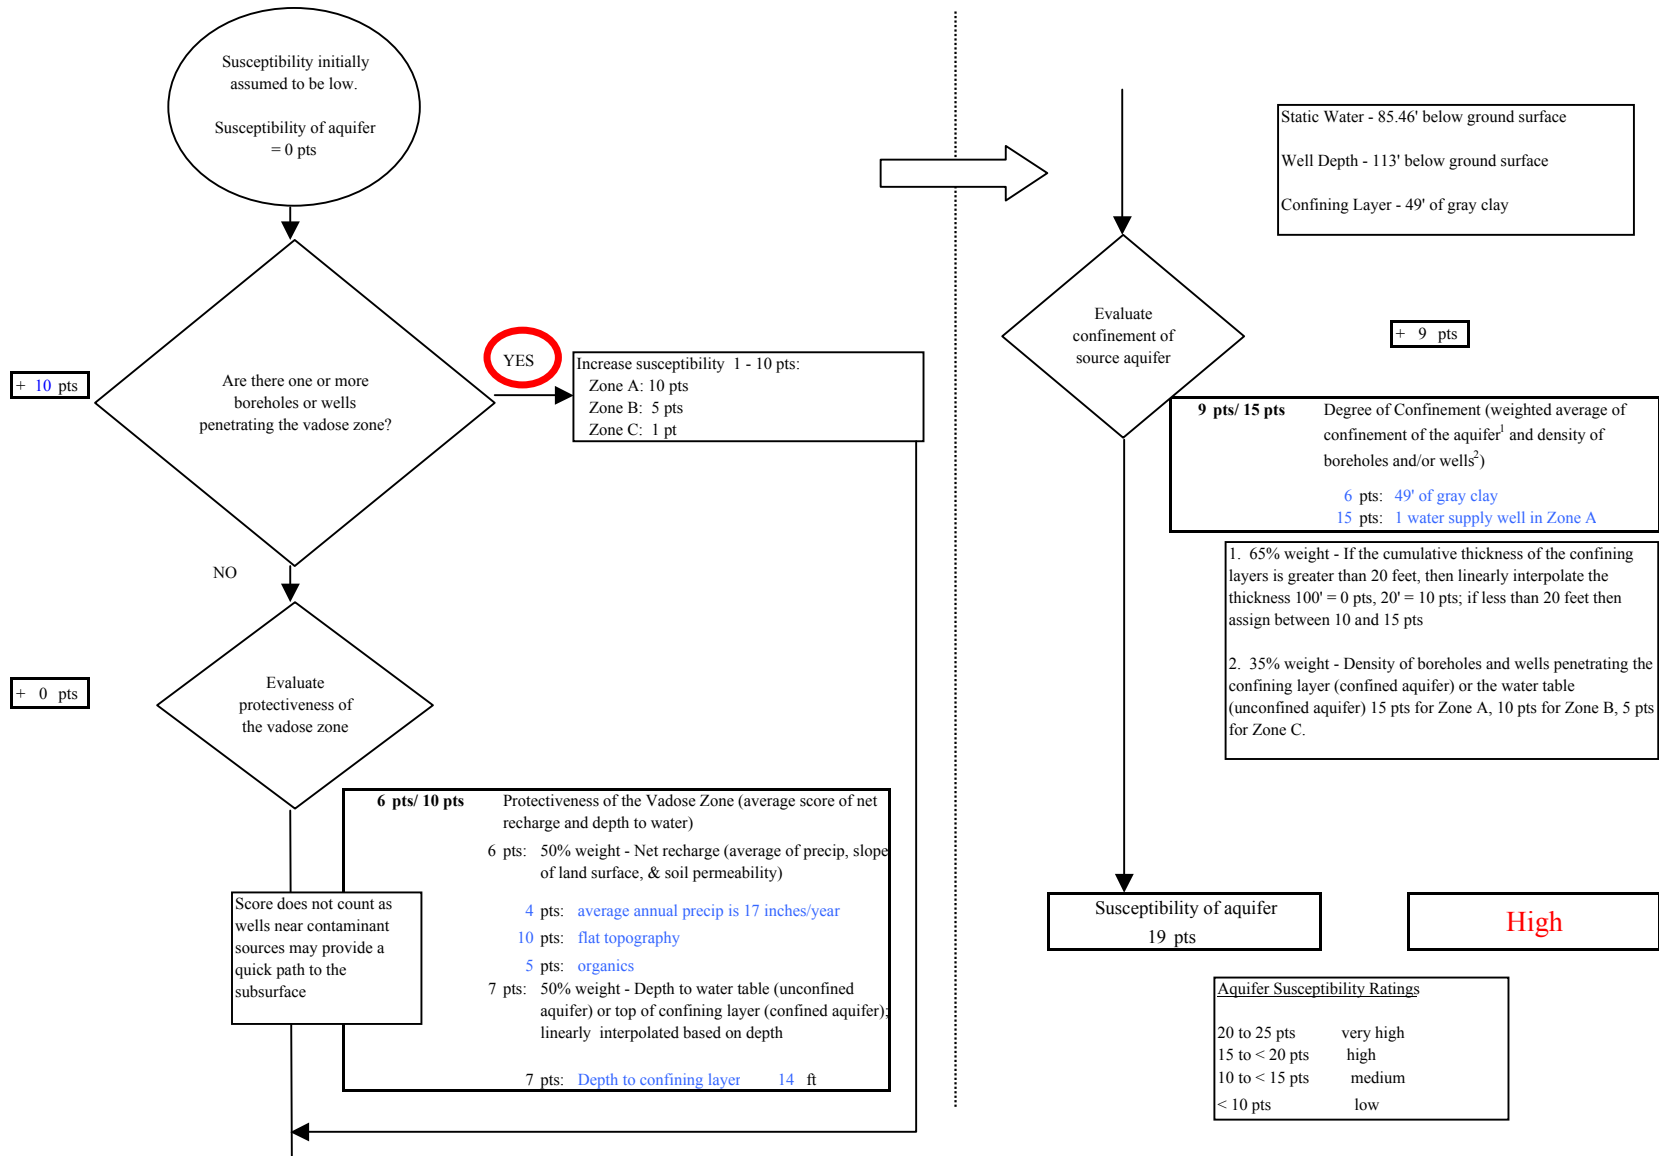 Susceptibility initially
assumed to be low.
Susceptibility of aquifer
= 0 pts
+ 10 pts
Are there one or more
boreholes or wells
penetrating the vadose zone?
YES
Increase susceptibility 1 - 10 pts:
Zone A: 10 pts
Zone B: 5 pts
Zone C: 1 pt
NO
+ 0 pts
Evaluate
protectiveness of
the vadose zone
6 pts/ 10 pts Protectiveness of the Vadose Zone (average score of net
recharge and depth to water)
6 pts: 50% weight - Net recharge (average of precip, slope
of land surface, & soil permeability)
4 pts: average annual precip is 17 inches/year
10 pts: flat topography
5 pts: organics
7 pts: 50% weight - Depth to water table (unconfined
aquifer) or top of confining layer (confined aquifer);
linearly interpolated based on depth
7 pts: Depth to confining layer 14 ft
Score does not count as
wells near contaminant
sources may provide a
quick path to the
subsurface
Static Water - 85.46' below ground surface
Well Depth - 113' below ground surface
Confining Layer - 49' of gray clay
Evaluate
confinement of
source aquifer
+ 9 pts
9 pts/ 15 pts Degree of Confinement (weighted average of
confinement of the aquifer1 and density of
boreholes and/or wells2)
6 pts: 49' of gray clay
15 pts: 1 water supply well in Zone A
1. 65% weight - If the cumulative thickness of the confining
layers is greater than 20 feet, then linearly interpolate the
thickness 100' = 0 pts, 20' = 10 pts; if less than 20 feet then
assign between 10 and 15 pts
2. 35% weight - Density of boreholes and wells penetrating the
confining layer (confined aquifer) or the water table
(unconfined aquifer) 15 pts for Zone A, 10 pts for Zone B, 5 pts
for Zone C.
Susceptibility of aquifer
19 pts
High
Aquifer Susceptibility Ratings
20 to 25 pts very high
15 to < 20 pts high
10 to < 15 pts medium
< 10 pts low